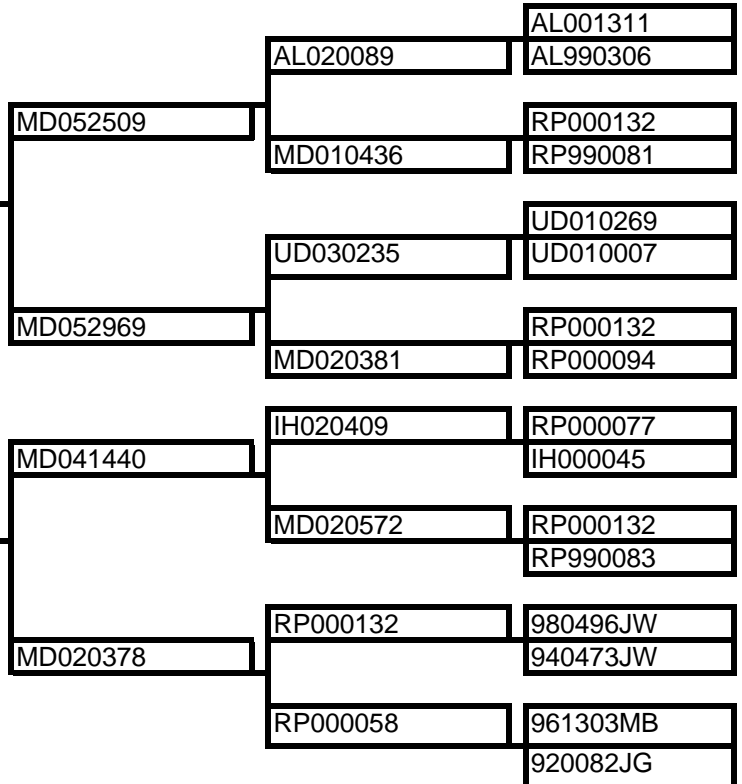 AL001311
AL020089 AL990306
MD052509 RP000132
MD010436 RP990081
UD010269
UD030235 UD010007
MD052969 RP000132
MD020381 RP000094
IH020409 RP000077
MD041440 IH000045
MD020572 RP000132
RP990083
RP000132 980496JW
MD020378 940473JW
RP000058 961303MB
920082JG